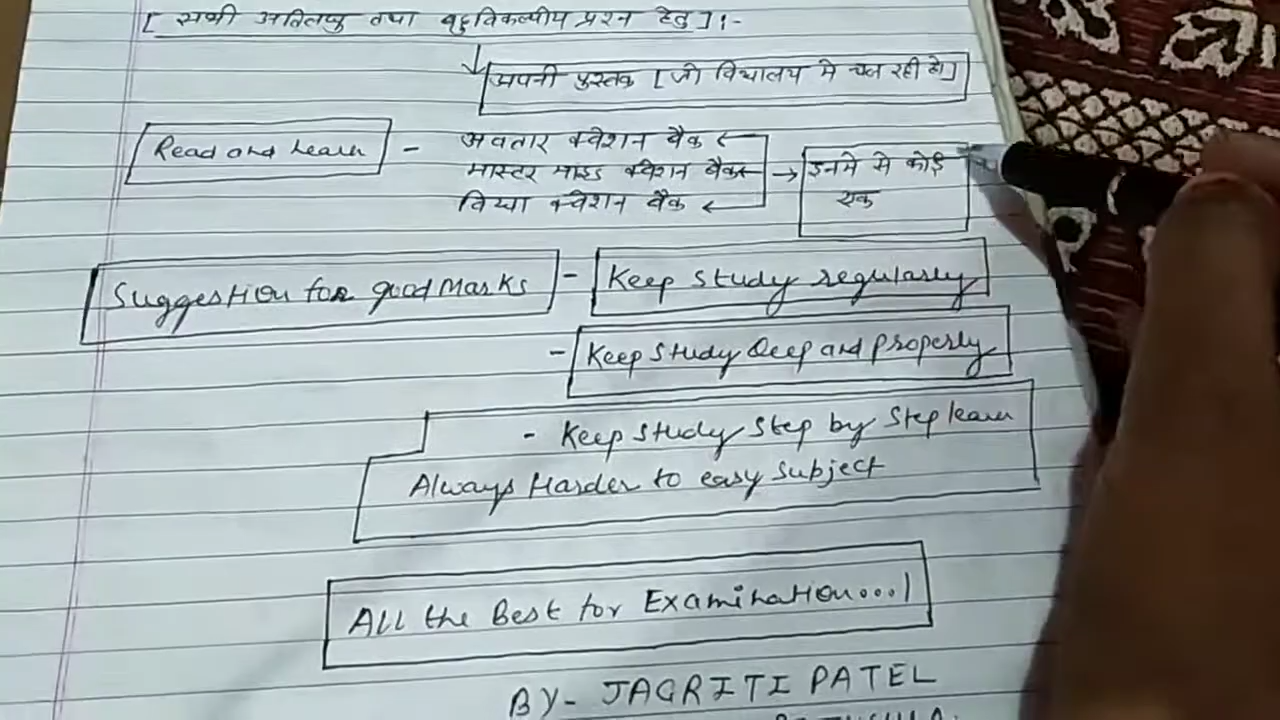 [ सभी अतिलघु तथा बहुविकल्पीय प्रश्न हेतु ] :-
अपनी पुस्तक [ जो विद्यालय मे चल रही हो ]
Read and Learn - अवतार क्वेशन बैंक
मास्टर माइंड क्वेशन बैंक → इनमे से कोई
विद्या क्वेशन बैंक एक
Suggestion for good Marks - Keep Study regularly
- Keep Study Deep and properly
- Keep Study Step by Step learn
Always Harder to easy Subject
All the Best for Examination...!
BY- JAGRITI PATEL